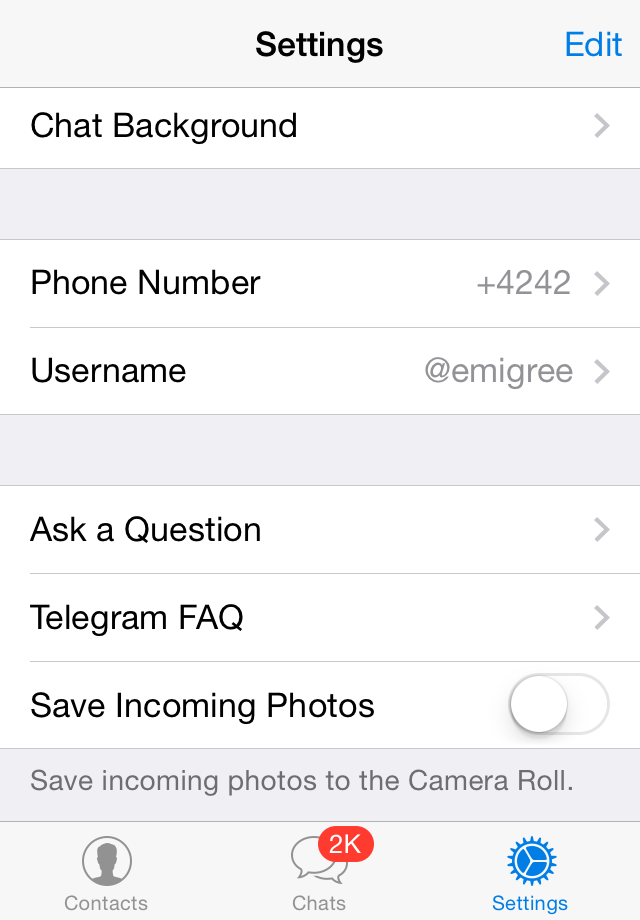 Settings
Edit
Chat Background
Phone Number +4242
Username @emigree
Ask a Question
Telegram FAQ
Save Incoming Photos
Save incoming photos to the Camera Roll.
2K
Contacts Chats Settings